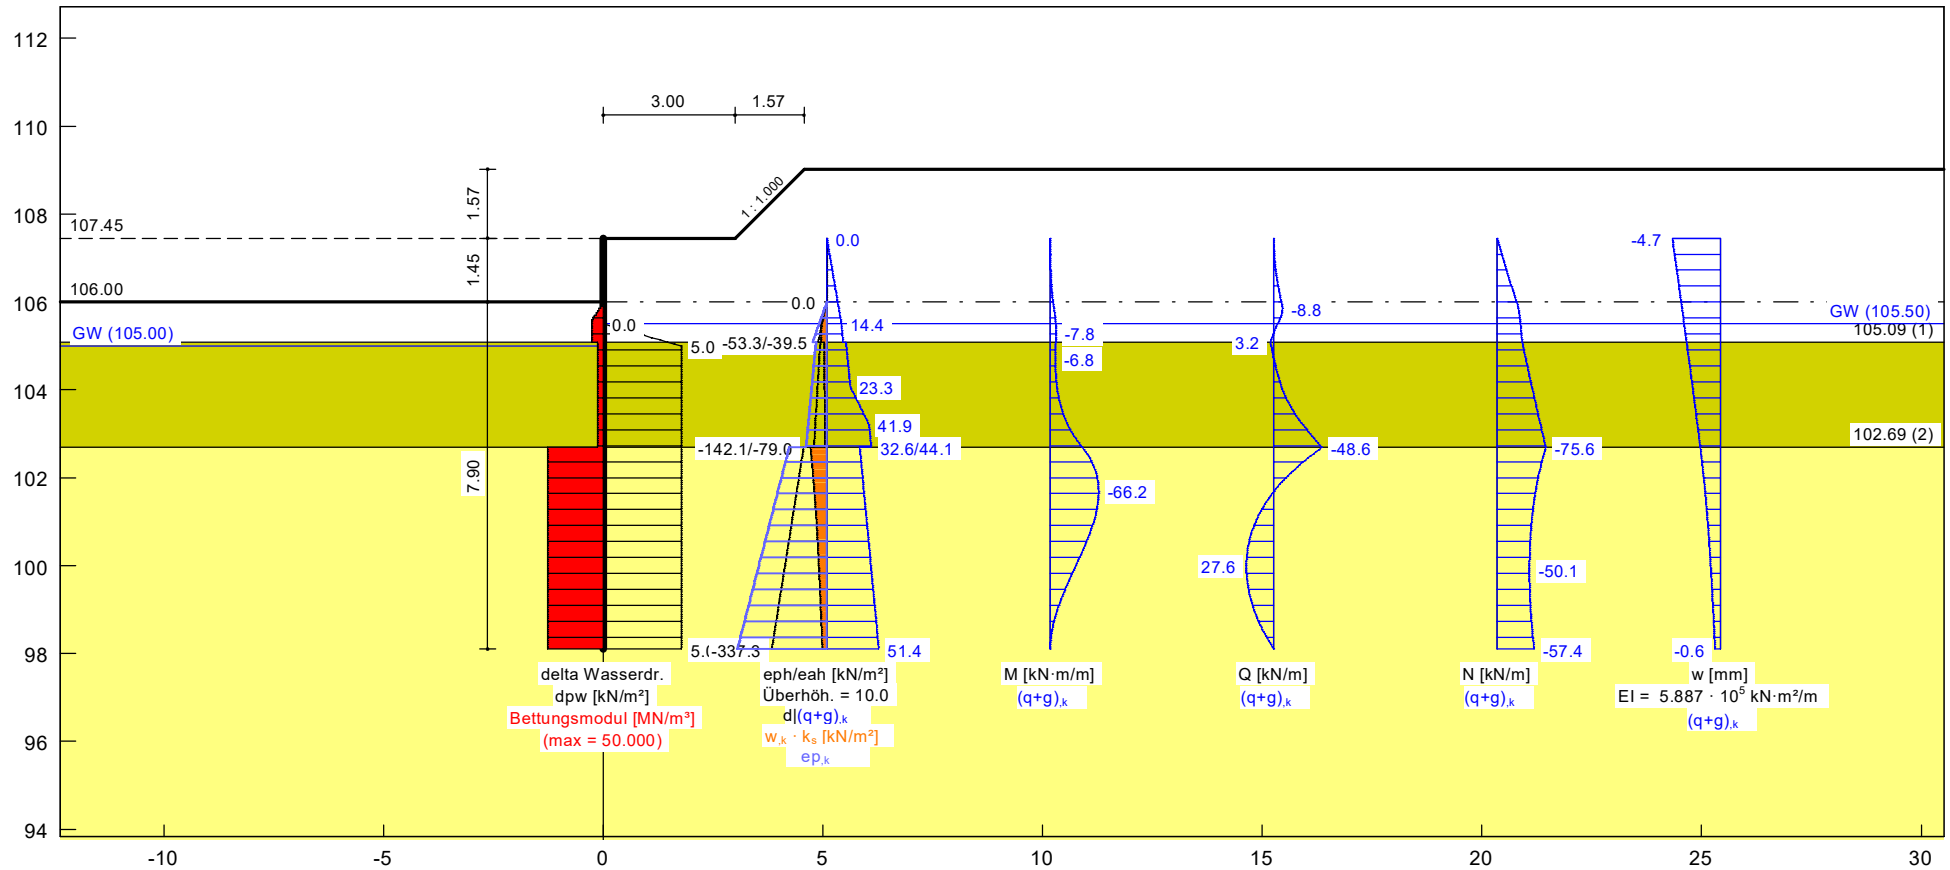 112
110
108
106
104
102
100
98
96
94
-10
-5
0
5
10
15
20
25
30
3.00
1.57
1.57
1.45
7.90
1 : 1.000
107.45
106.00
GW (105.00)
GW (105.50)
105.09 (1)
102.69 (2)
0.0
5.0
5.0
delta Wasserdr.
dpw [kN/m²]
Bettungsmodul [MN/m³]
(max = 50.000)
0.0
0.0
14.4
-53.3/-39.5
23.3
41.9
-142.1/-79.0
32.6/44.1
-337.3
51.4
eph/eah [kN/m²]
Überhöh. = 10.0
d|(q+g),k
w,k · ks [kN/m²]
ep,k
-7.8
-6.8
-66.2
M [kN·m/m]
(q+g),k
-8.8
3.2
-48.6
27.6
Q [kN/m]
(q+g),k
-75.6
-50.1
-57.4
N [kN/m]
(q+g),k
-4.7
-0.6
w [mm]
EI = 5.887 · 10⁵ kN·m²/m
(q+g),k